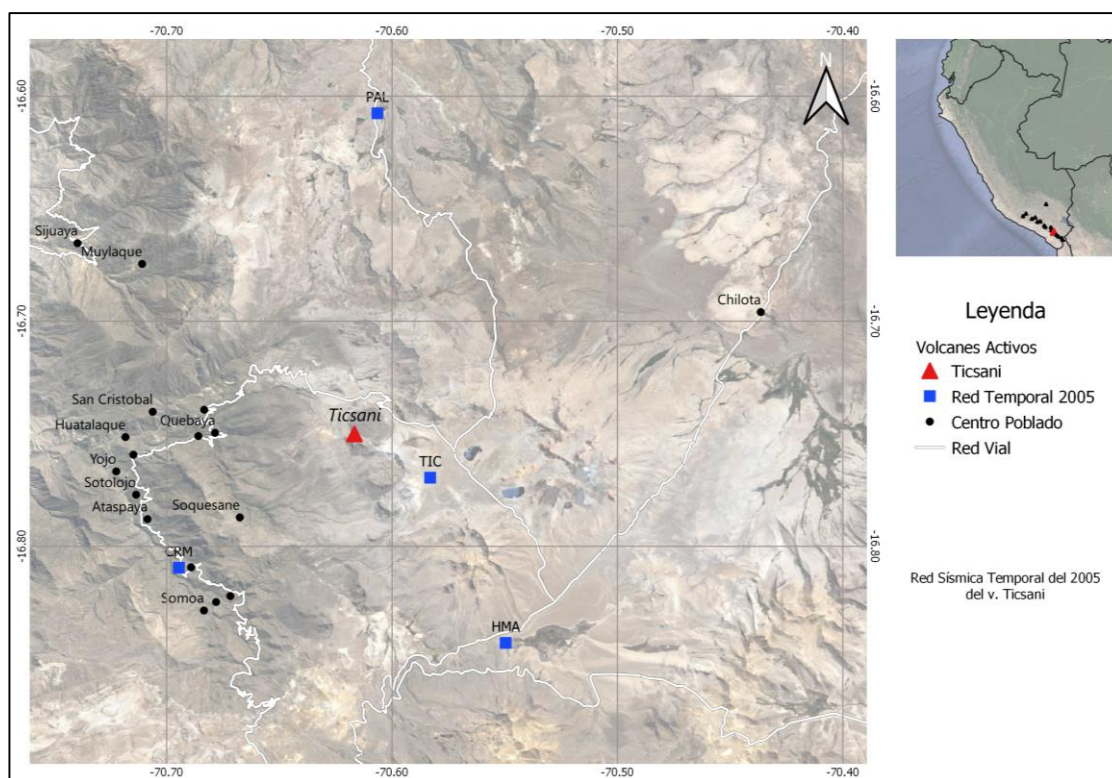 -70.70
-70.60
-70.50
-70.40
N
-16.60
-16.60
PAL
Sijuaya
Muylaque
Chilota
-16.70
-16.70
San Cristobal
Quebaya
Huatalaque
Ticsani
Yojo
TIC
Sotolojo
Ataspaya
Soquesane
-16.80
-16.80
CRM
Somoa
HMA
-70.70
-70.60
-70.50
-70.40
Leyenda
Volcanes Activos
Ticsani
Red Temporal 2005
Centro Poblado
Red Vial
Red Sísmica Temporal del 2005
del v. Ticsani